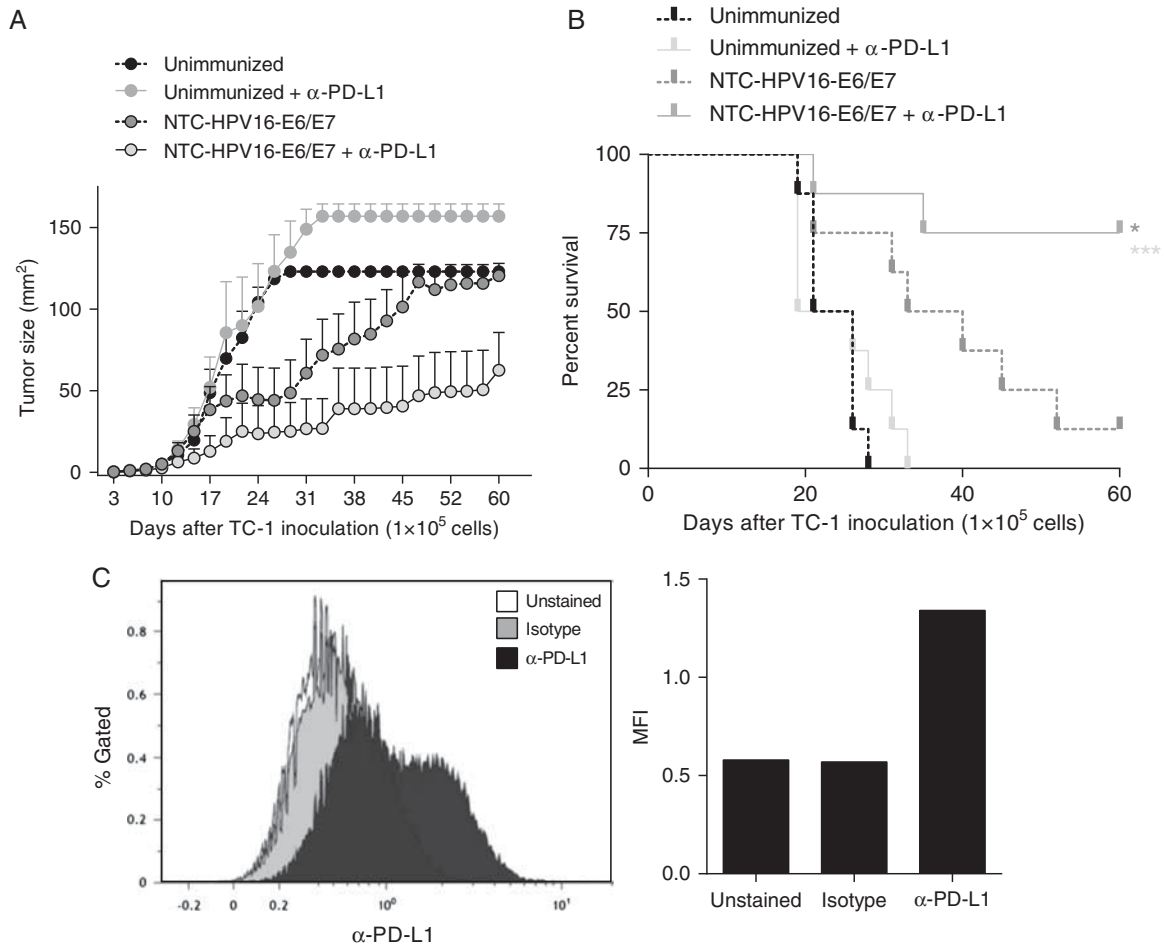 A
Unimmunized
Unimmunized + α-PD-L1
NTC-HPV16-E6/E7
NTC-HPV16-E6/E7 + α-PD-L1
Tumor size (mm²)
150
100
50
0
3 10 17 24 31 38 45 52 60
Days after TC-1 inoculation (1×10⁵ cells)
B
Unimmunized
Unimmunized + α-PD-L1
NTC-HPV16-E6/E7
NTC-HPV16-E6/E7 + α-PD-L1
Percent survival
100
75
50
25
0
*
***
0 20 40 60
Days after TC-1 inoculation (1×10⁵ cells)
C
Unstained
Isotype
α-PD-L1
% Gated
0.8
0.6
0.4
0.2
0
-0.2 0 0.2 10⁰ 10¹
α-PD-L1
MFI
1.5
1.0
0.5
0.0
Unstained Isotype α-PD-L1